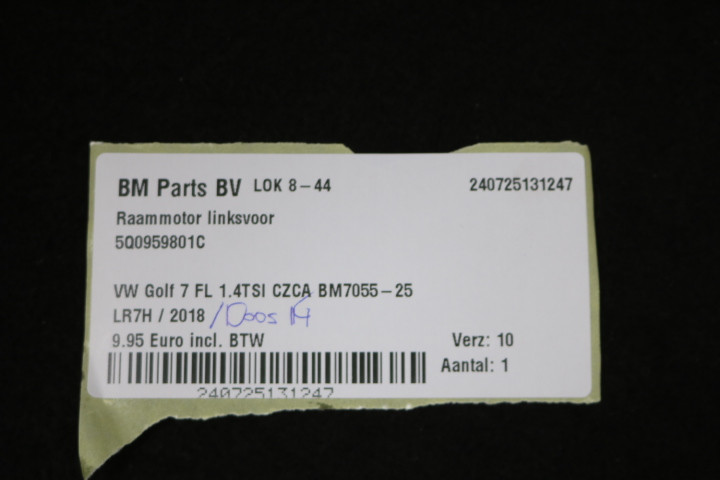 BM Parts BV LOK 8-44 240725131247
Raammotor linksvoor
5Q0959801C
VW Golf 7 FL 1.4TSI CZCA BM7055-25
LR7H / 2018 /Doos
9.95 Euro incl. BTW Verz: 10
Aantal: 1
240725131247